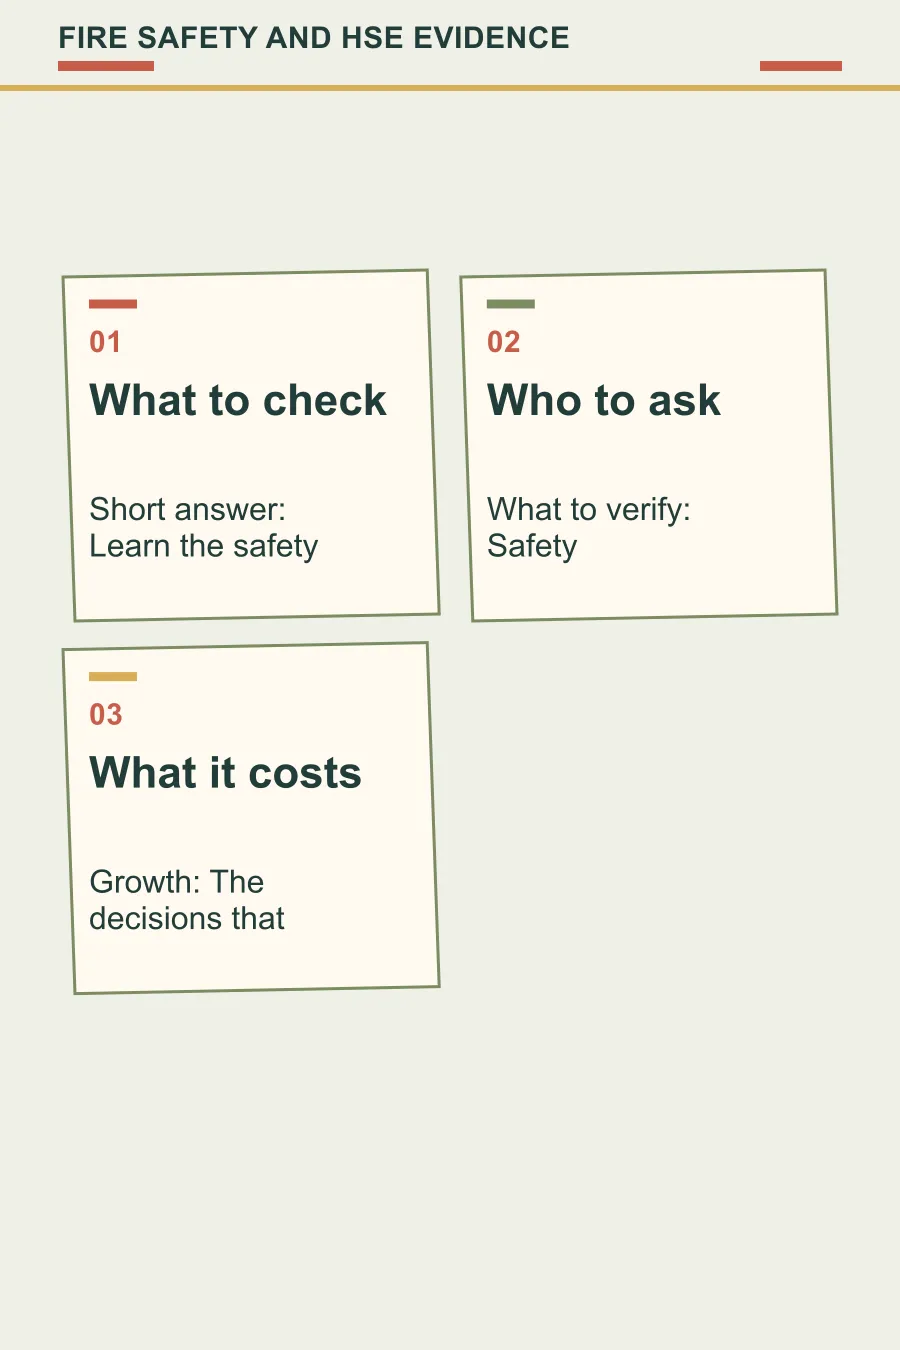 FIRE SAFETY AND HSE EVIDENCE
01
What to check
Short answer:
Learn the safety
02
Who to ask
What to verify:
Safety
03
What it costs
Growth: The
decisions that